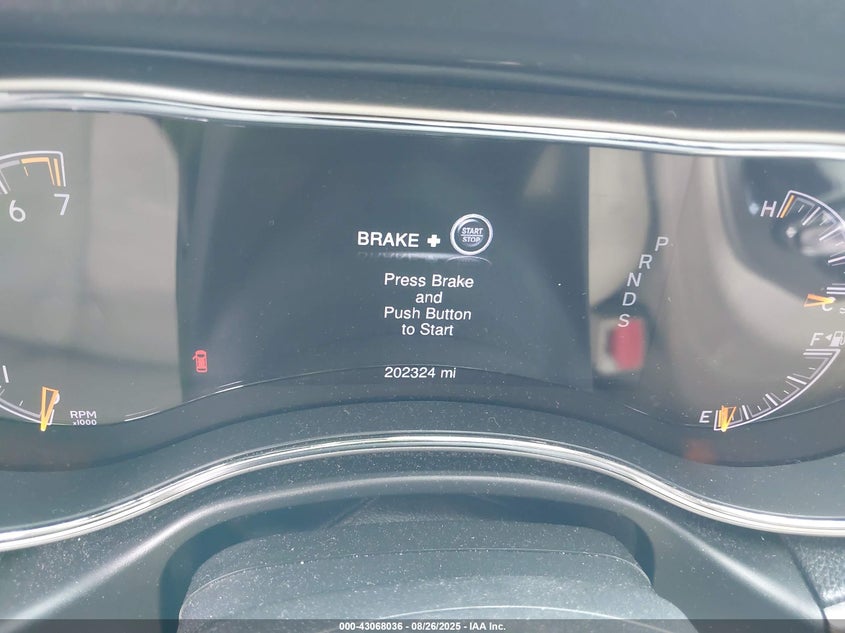 6 7
1
RPM
x1000
BRAKE + START
STOP
Press Brake
and
Push Button
to Start
202324 mi
P
R
N
D
S
H
C
F
E
000-43068036 - 08/26/2025 - IAA Inc.